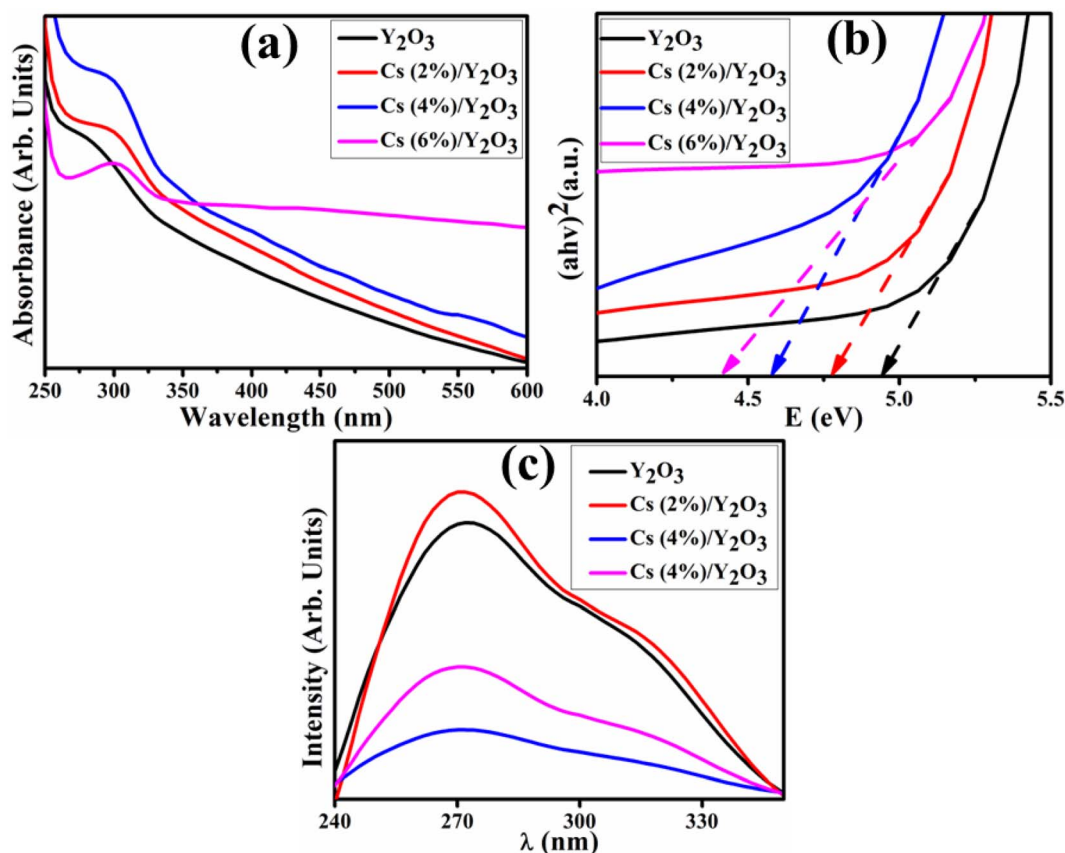 (a)
Y₂O₃
Cs (2%)/Y₂O₃
Cs (4%)/Y₂O₃
Cs (6%)/Y₂O₃
Absorbance (Arb. Units)
250 300 350 400 450 500 550 600
Wavelength (nm)
(b)
Y₂O₃
Cs (2%)/Y₂O₃
Cs (4%)/Y₂O₃
Cs (6%)/Y₂O₃
(ahv)²(a.u.)
4.0 4.5 5.0 5.5
E (eV)
(c)
Y₂O₃
Cs (2%)/Y₂O₃
Cs (4%)/Y₂O₃
Cs (4%)/Y₂O₃
Intensity (Arb. Units)
240 270 300 330
λ (nm)